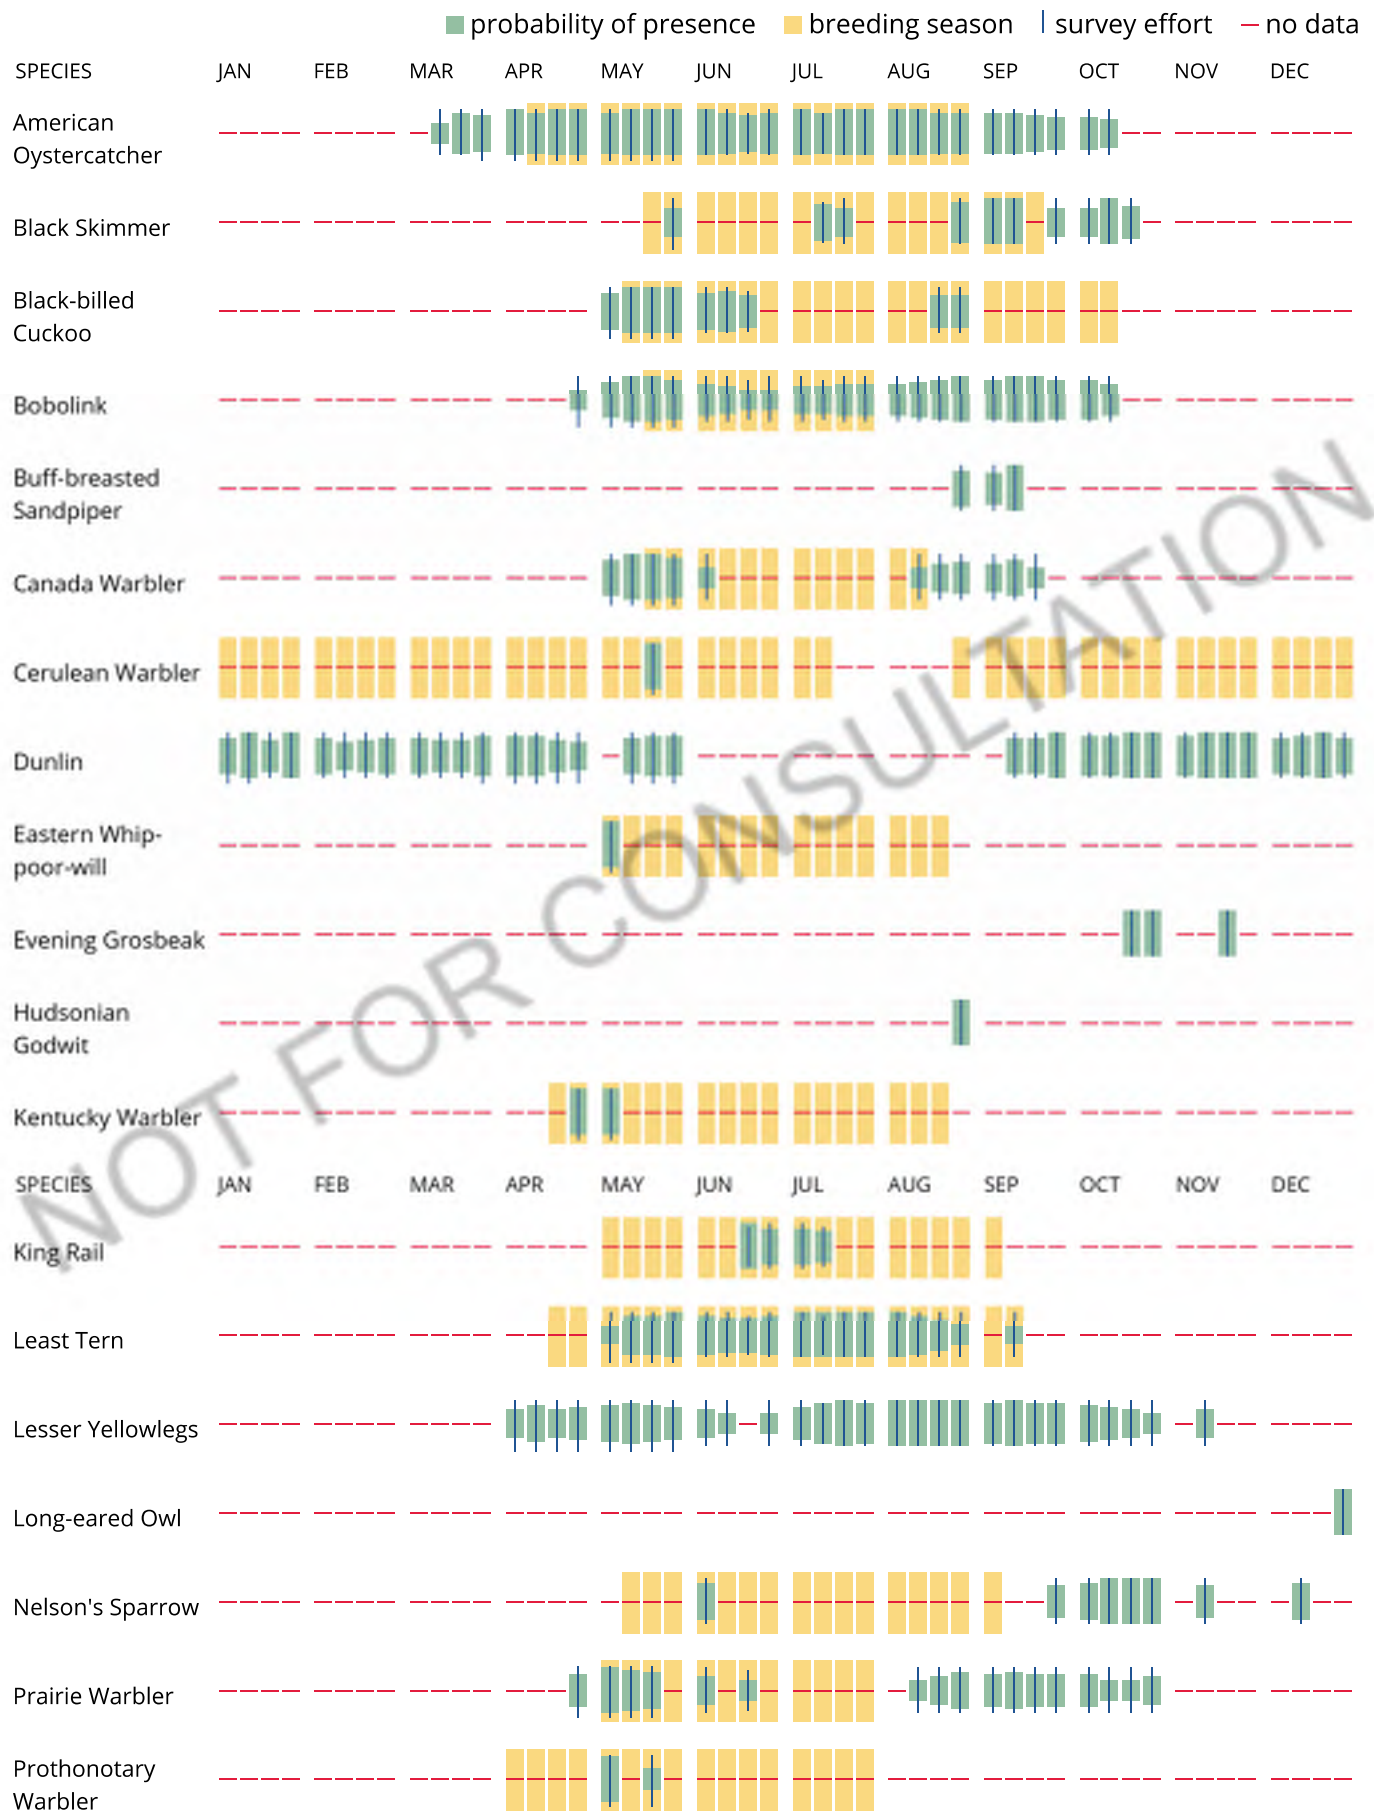 probability of presence breeding season survey effort no data
SPECIES JAN FEB MAR APR MAY JUN JUL AUG SEP OCT NOV DEC
American
Oystercatcher
Black Skimmer
Black-billed
Cuckoo
Bobolink
Buff-breasted
Sandpiper
Canada Warbler
Cerulean Warbler
Dunlin
Eastern Whip-
poor-will
Evening Grosbeak
Hudsonian
Godwit
Kentucky Warbler
SPECIES JAN FEB MAR APR MAY JUN JUL AUG SEP OCT NOV DEC
King Rail
Least Tern
Lesser Yellowlegs
Long-eared Owl
Nelson's Sparrow
Prairie Warbler
Prothonotary
Warbler
NOT FOR CONSULTATION